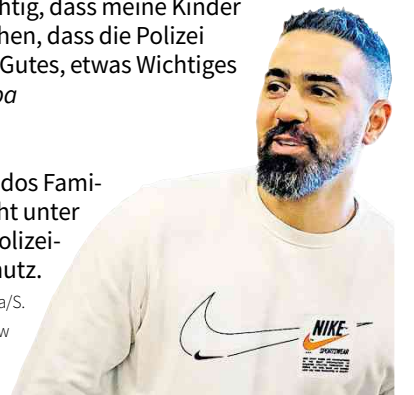 htig, dass meine Kinder
hen, dass die Polizei
Gutes, etwas Wichtiges
pa
dos Fami-
ht unter
olizei-
utz.
a/S.
w
NIKE
SPORTSWEAR